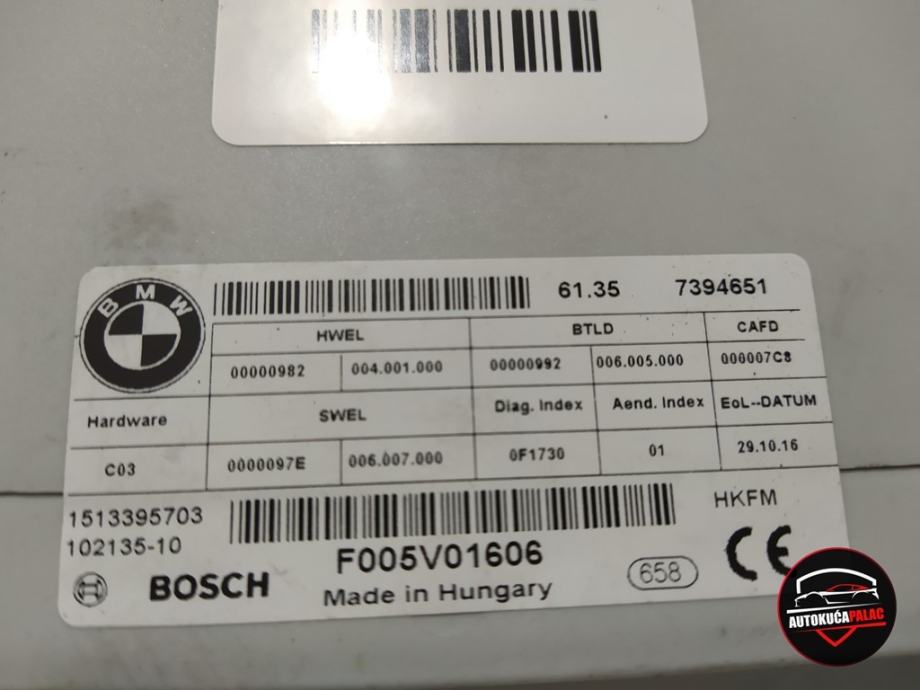 BMW
61.35 7394651
HWEL BTLD CAFD
00000982 004.001.000 00000992 006.005.000 000007C8
Hardware SWEL Diag. Index Aend. Index EoL--DATUM
C03 0000097E 006.007.000 0F1730 01 29.10.16
1513395703 HKFM
102135-10 F005V01606 CE
BOSCH Made in Hungary 658
AUTOKUĆAPALAC